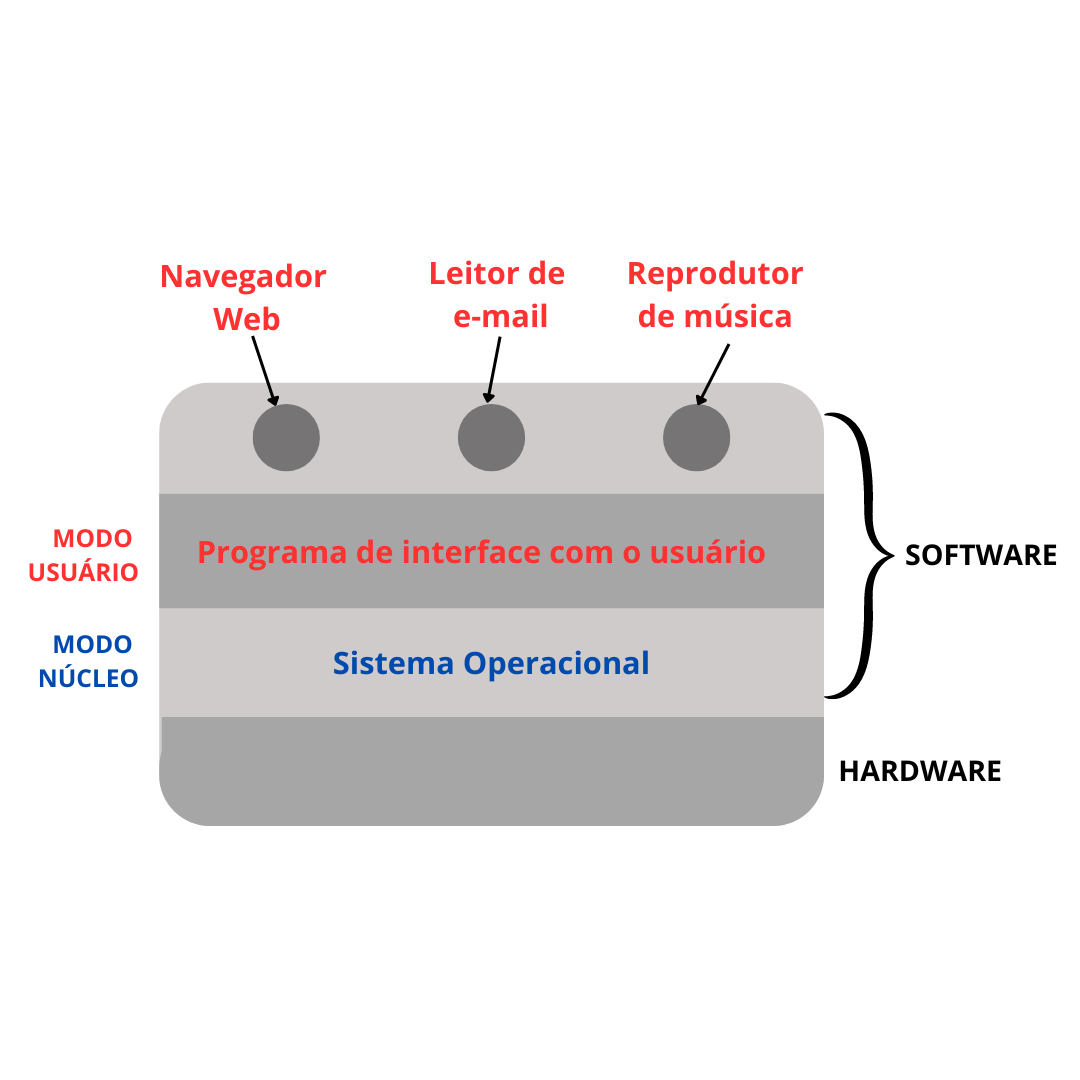 Navegador
Web
Leitor de
e-mail
Reprodutor
de música
MODO
USUÁRIO
Programa de interface com o usuário
SOFTWARE
MODO
NÚCLEO
Sistema Operacional
HARDWARE